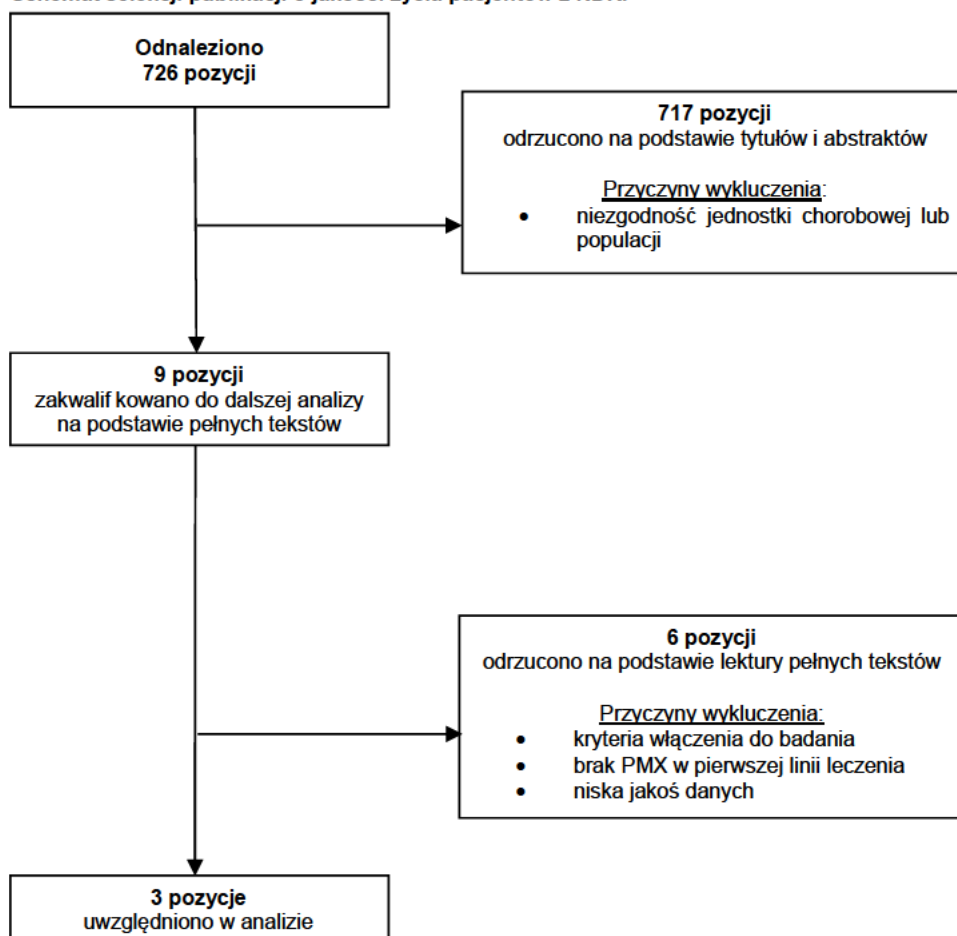 Odnaleziono
726 pozycji
717 pozycji
odrzucono na podstawie tytułów i abstraktów
Przyczyny wykluczenia:
• niezgodność jednostki chorobowej lub
populacji
9 pozycji
zakwalif kowano do dalszej analizy
na podstawie pełnych tekstów
6 pozycji
odrzucono na podstawie lektury pełnych tekstów
Przyczyny wykluczenia:
• kryteria włączenia do badania
• brak PMX w pierwszej linii leczenia
• niska jakoś danych
3 pozycje
uwzględniono w analizie